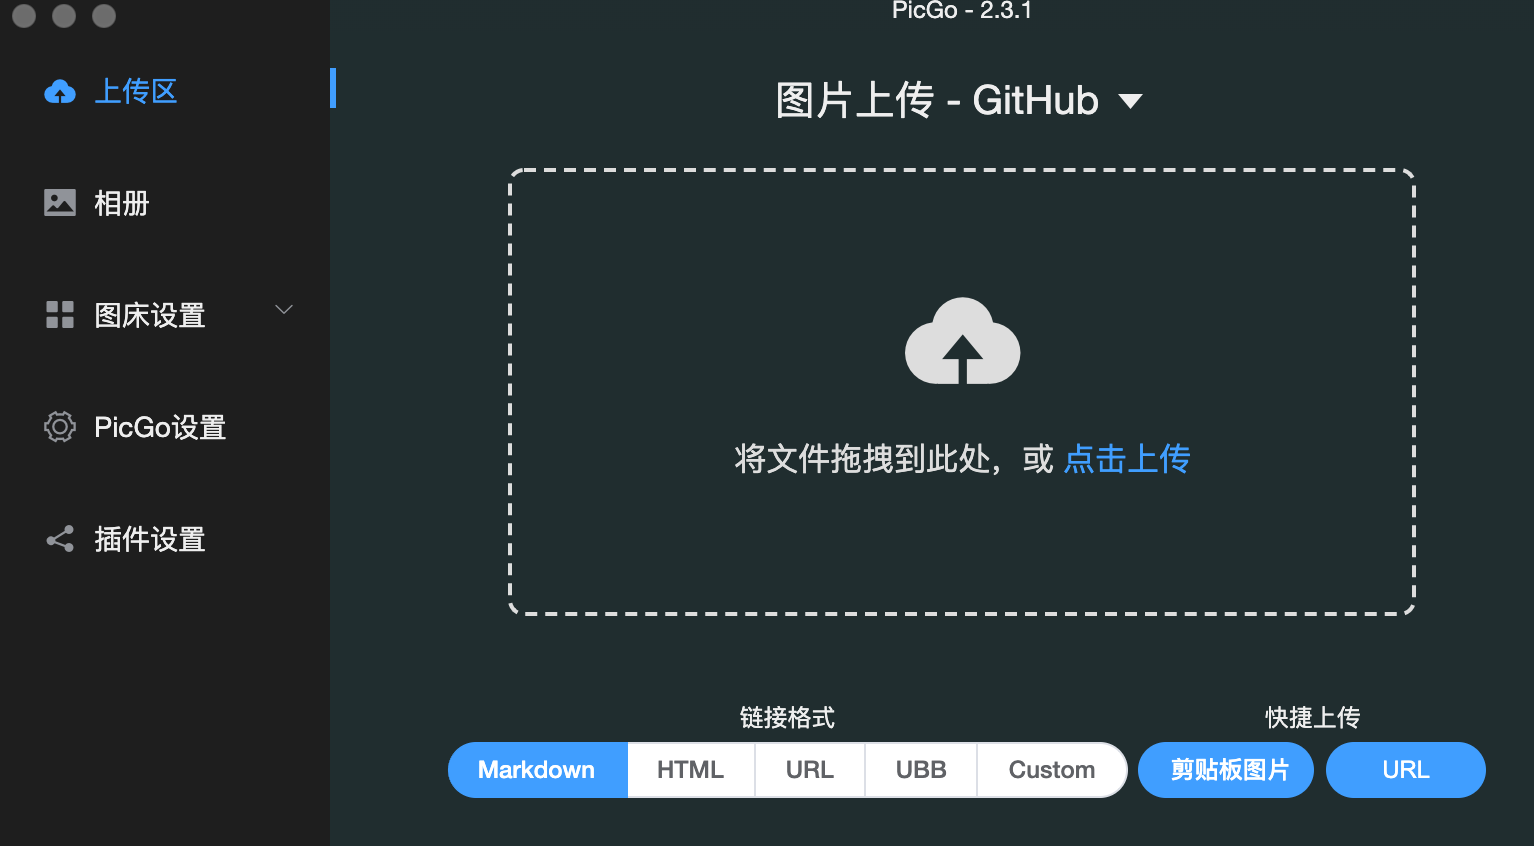 PicGo - 2.3.1
上传区
相册
图床设置
PicGo设置
插件设置
图片上传 - GitHub
将文件拖拽到此处，或 点击上传
链接格式
Markdown
HTML
URL
UBB
Custom
快捷上传
剪贴板图片
URL